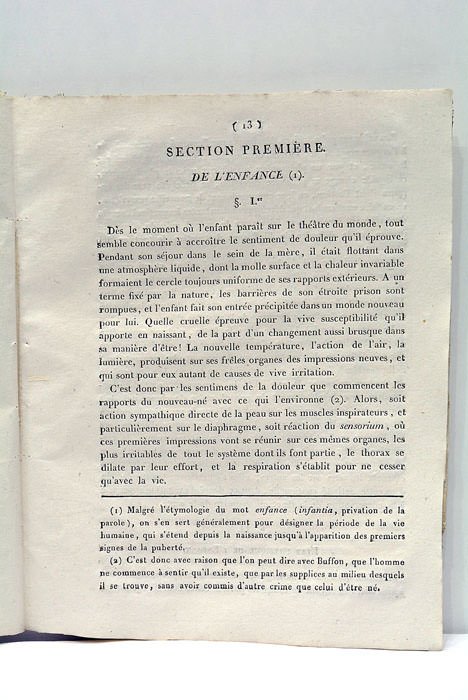 ( 13 )
SECTION PREMIÈRE.
DE L'ENFANCE (1).
§. I.er
Dès le moment où l'enfant paraît sur le théâtre du monde, tout
semble concourir à accroître le sentiment de douleur qu'il éprouve.
Pendant son séjour dans le sein de la mère, il était flottant dans
une atmosphère liquide, dont la molle surface et la chaleur invariable
formaient le cercle toujours uniforme de ses rapports extérieurs. A un
terme fixé par la nature, les barrières de son étroite prison sont
rompues, et l'enfant fait son entrée précipitée dans un monde nouveau
pour lui. Quelle cruelle épreuve pour la vive susceptibilité qu'il
apporte en naissant, de la part d'un changement aussi brusque dans
sa manière d'être! La nouvelle température, l'action de l'air, la
lumière, produisent sur ses frêles organes des impressions neuves, et
qui sont pour eux autant de causes de vive irritation.
C'est donc par les sentimens de la douleur que commencent les
rapports du nouveau-né avec ce qui l'environne (2). Alors, soit
action sympathique directe de la peau sur les muscles inspirateurs, et
particulièrement sur le diaphragme, soit réaction du sensorium, où
ces premières impressions vont se réunir sur ces mêmes organes, les
plus irritables de tout le système dont ils font partie, le thorax se
dilate par leur effort, et la respiration s'établit pour ne cesser
qu'avec la vie.
(1) Malgré l'étymologie du mot enfance (infantia, privation de la
parole), on s'en sert généralement pour désigner la période de la vie
humaine, qui s'étend depuis la naissance jusqu'à l'apparition des premiers
signes de la puberté.
(2) C'est donc avec raison que l'on peut dire avec Buffon, que l'homme
ne commence à sentir qu'il existe, que par les supplices au milieu desquels
il se trouve, sans avoir commis d'autre crime que celui d'être né.